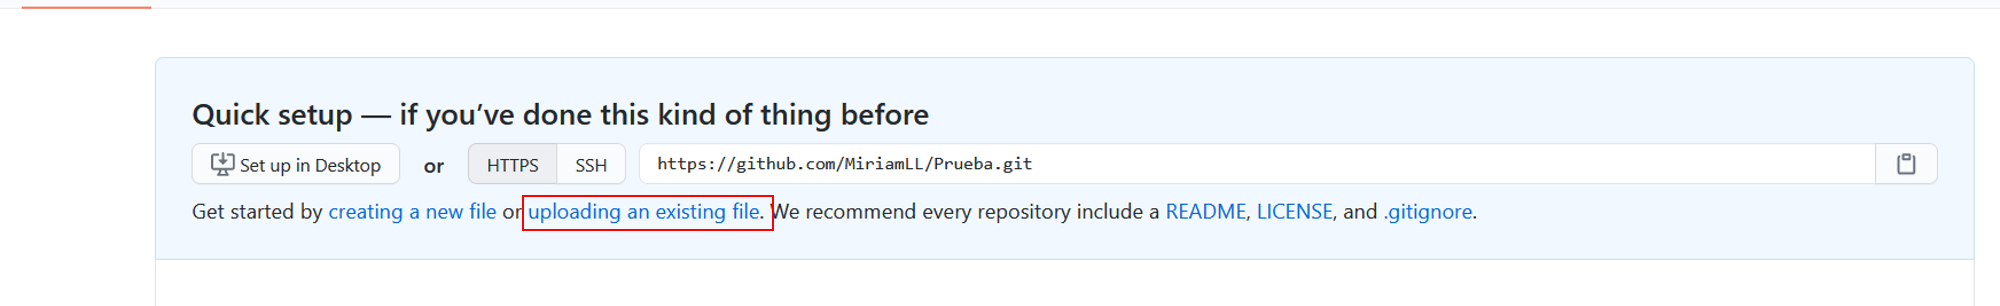 Quick setup — if you’ve done this kind of thing before
Set up in Desktop or HTTPS SSH https://github.com/MiriamLL/Prueba.git
Get started by creating a new file or uploading an existing file. We recommend every repository include a README, LICENSE, and .gitignore.